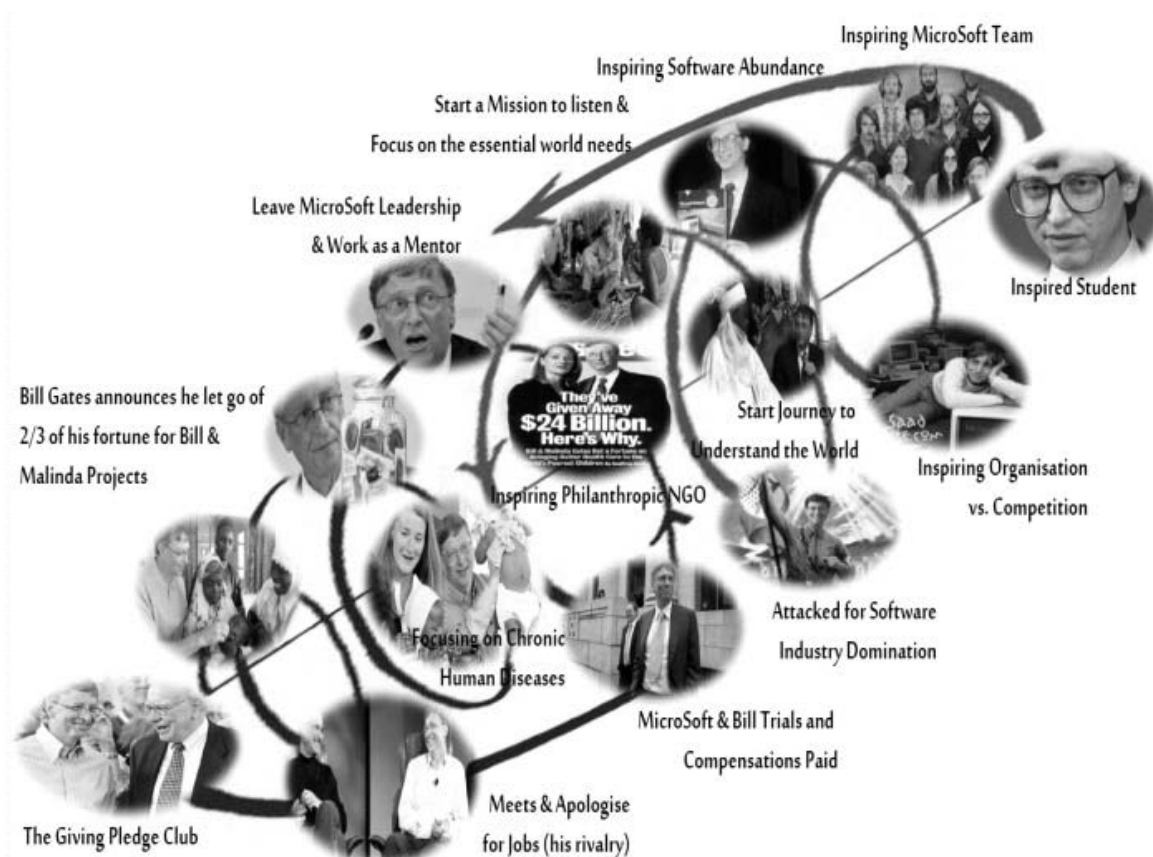 Inspiring MicroSoft Team
Inspiring Software Abundance
Start a Mission to listen &
Focus on the essential world needs
Leave MicroSoft Leadership
& Work as a Mentor
Inspired Student
Bill Gates announces he let go of
2/3 of his fortune for Bill &
Malinda Projects
They've
Given Away
$24 Billion.
Here's Why.
Inspiring Philanthropic NGO
Start Journey to
Understand the World
Inspiring Organisation
vs. Competition
Focusing on Chronic
Human Diseases
Attacked for Software
Industry Domination
MicroSoft & Bill Trials and
Compensations Paid
Meets & Apologise
for Jobs (his rivalry)
The Giving Pledge Club